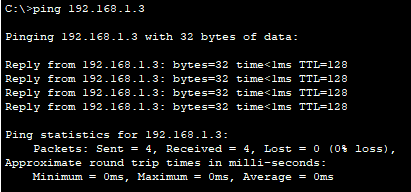 C:\>ping 192.168.1.3
Pinging 192.168.1.3 with 32 bytes of data:
Reply from 192.168.1.3: bytes=32 time<1ms TTL=128
Reply from 192.168.1.3: bytes=32 time<1ms TTL=128
Reply from 192.168.1.3: bytes=32 time<1ms TTL=128
Reply from 192.168.1.3: bytes=32 time<1ms TTL=128
Ping statistics for 192.168.1.3:
    Packets: Sent = 4, Received = 4, Lost = 0 (0% loss),
Approximate round trip times in milli-seconds:
    Minimum = 0ms, Maximum = 0ms, Average = 0ms